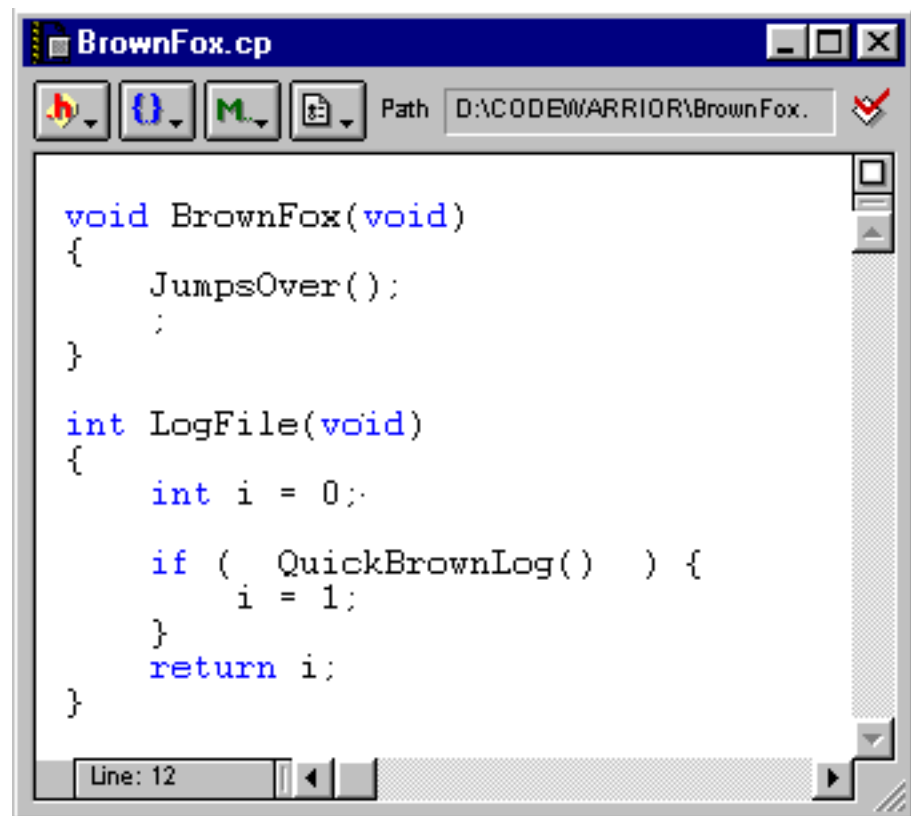 BrownFox.cp
h {} M.. Path D:\CODEWARRIOR\BrownFox.
void BrownFox(void)
{
    JumpsOver();
    ;
}
int LogFile(void)
{
    int i = 0;
    if (  QuickBrownLog()  ) {
        i = 1;
    }
    return i;
}
Line: 12